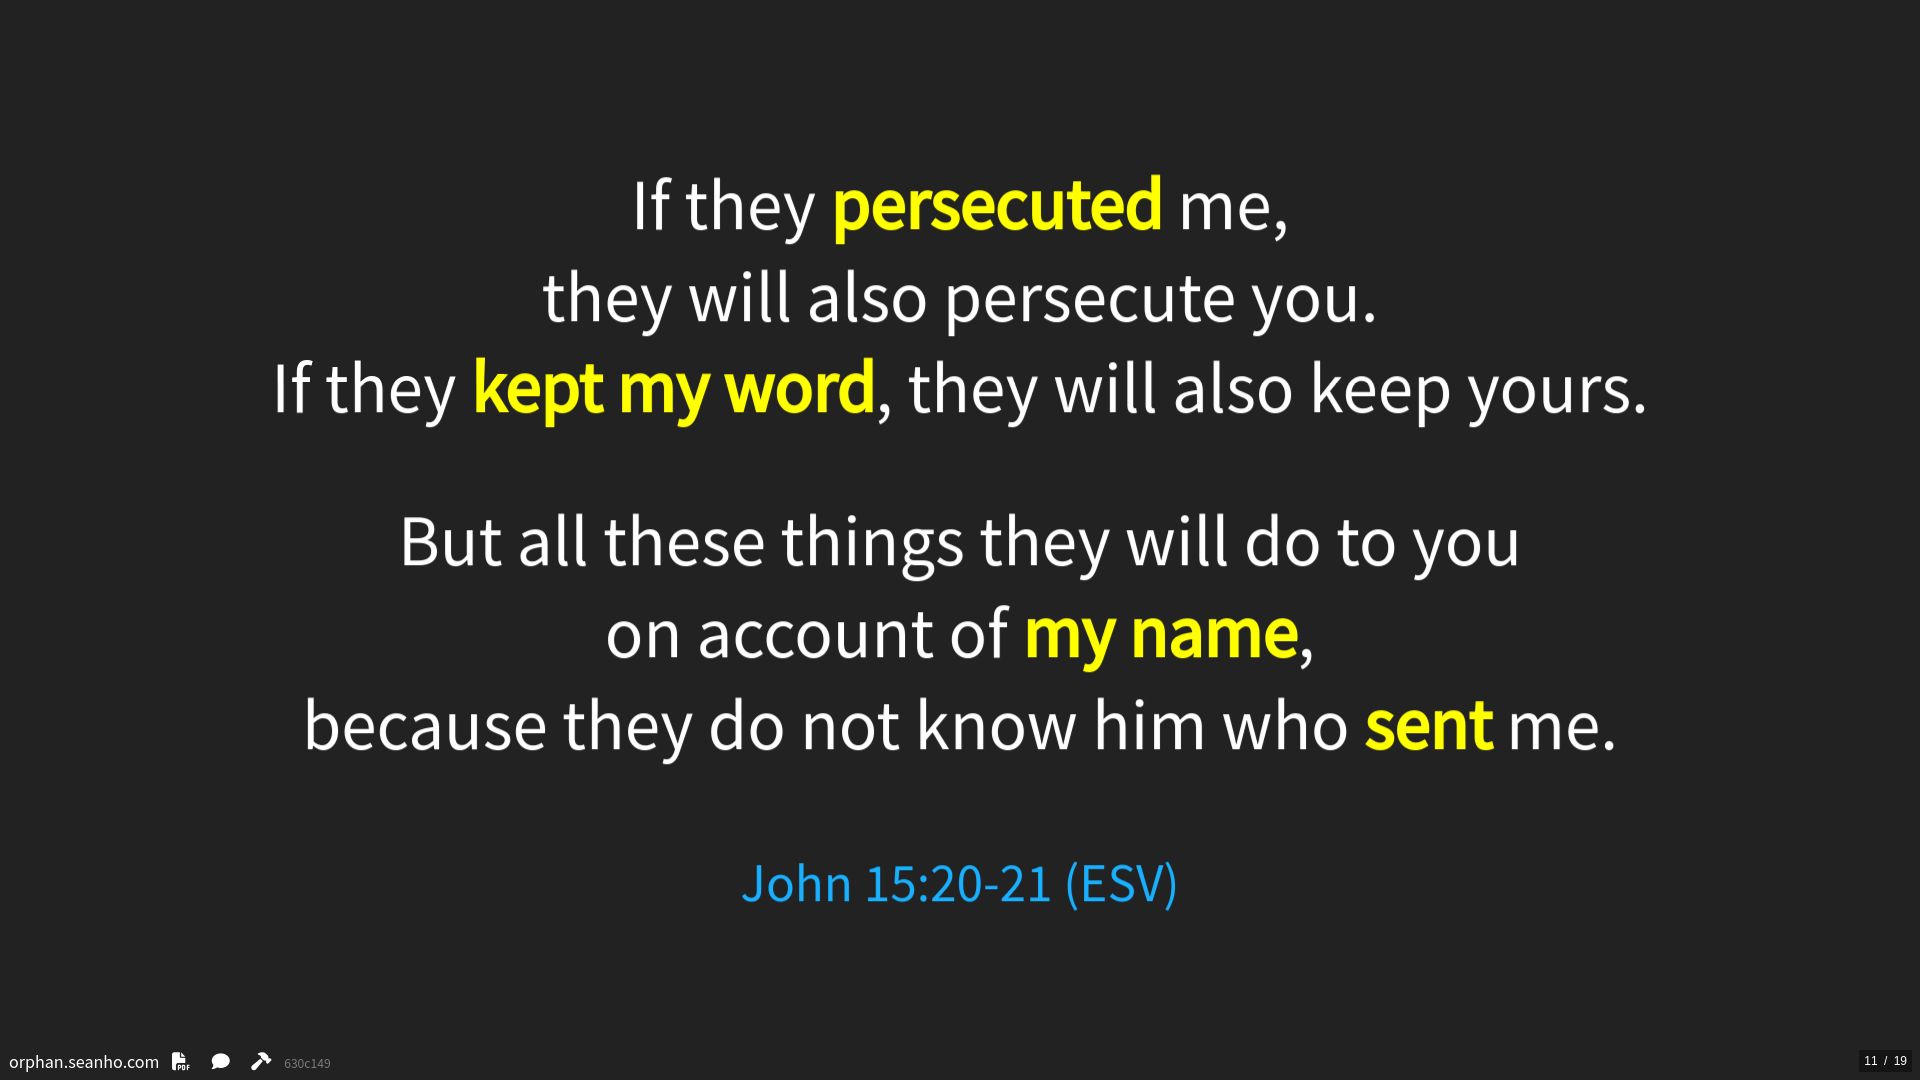 If they persecuted me,
they will also persecute you.
If they kept my word, they will also keep yours.
But all these things they will do to you
on account of my name,
because they do not know him who sent me.
John 15:20-21 (ESV)
orphan.seanho.com PDF 630c149
11 / 19